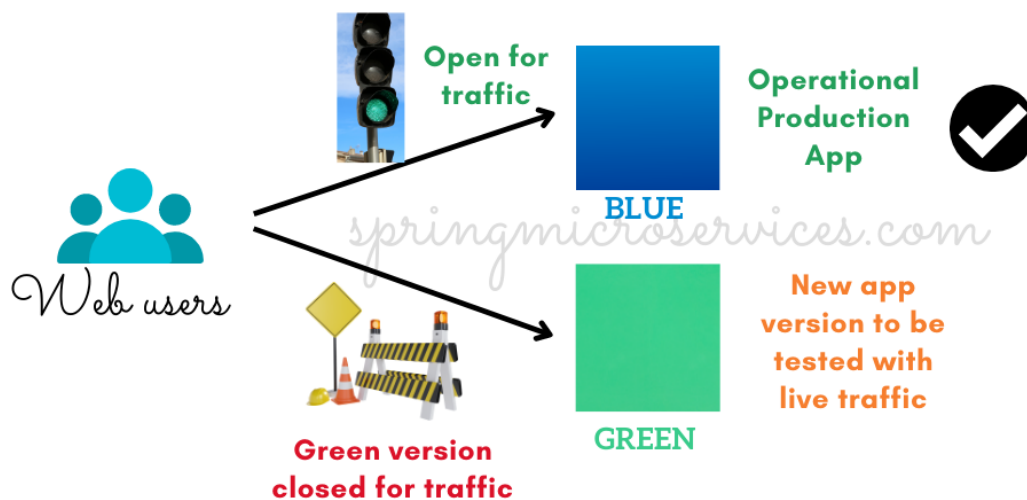 Open for
traffic
Operational
Production
App
BLUE
springmicroservices.com
Web users
New app
version to be
tested with
live traffic
GREEN
Green version
closed for traffic